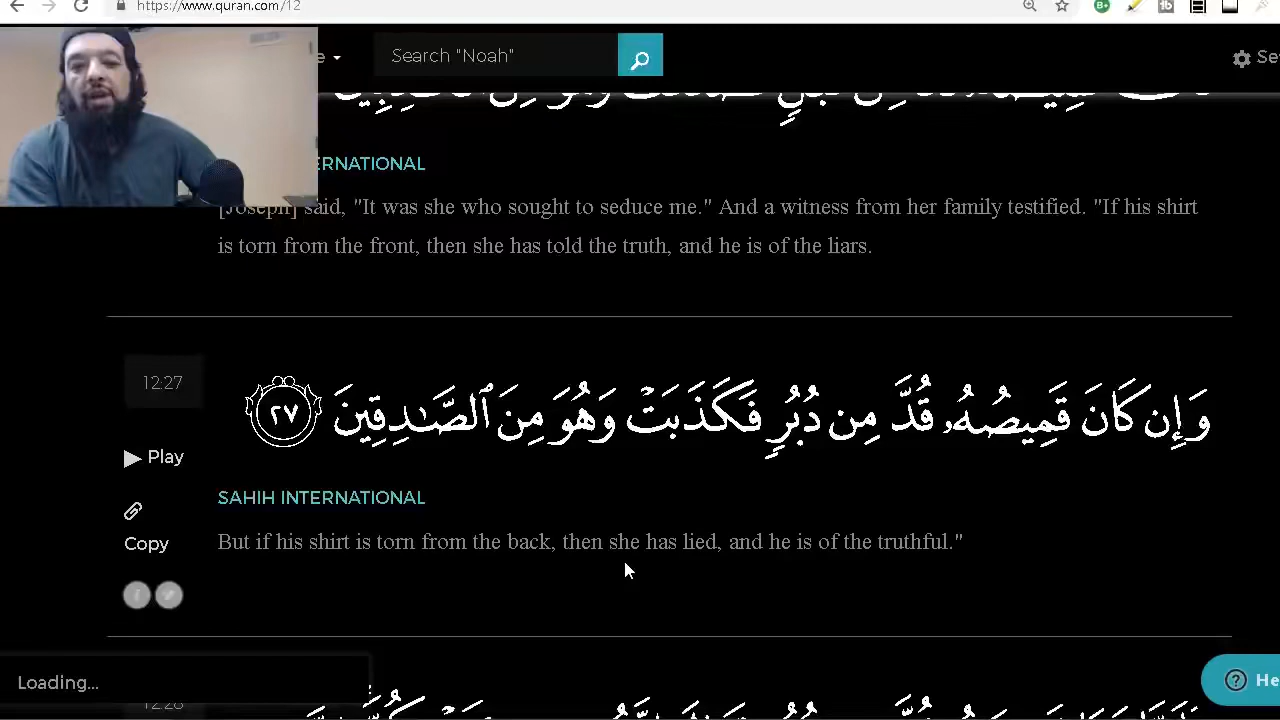 https://www.quran.com/12
Search "Noah"
ERNATIONAL
[Joseph] said, "It was she who sought to seduce me." And a witness from her family testified. "If his shirt
is torn from the front, then she has told the truth, and he is of the liars.
12:27
وَإِن كَانَ قَمِيصُهُۥ قُدَّ مِن دُبُرٍ فَكَذَبَتْ وَهُوَ مِنَ ٱلصَّـٰدِقِينَ ٢٧
Play
SAHIH INTERNATIONAL
Copy
But if his shirt is torn from the back, then she has lied, and he is of the truthful."
Loading...
12:28